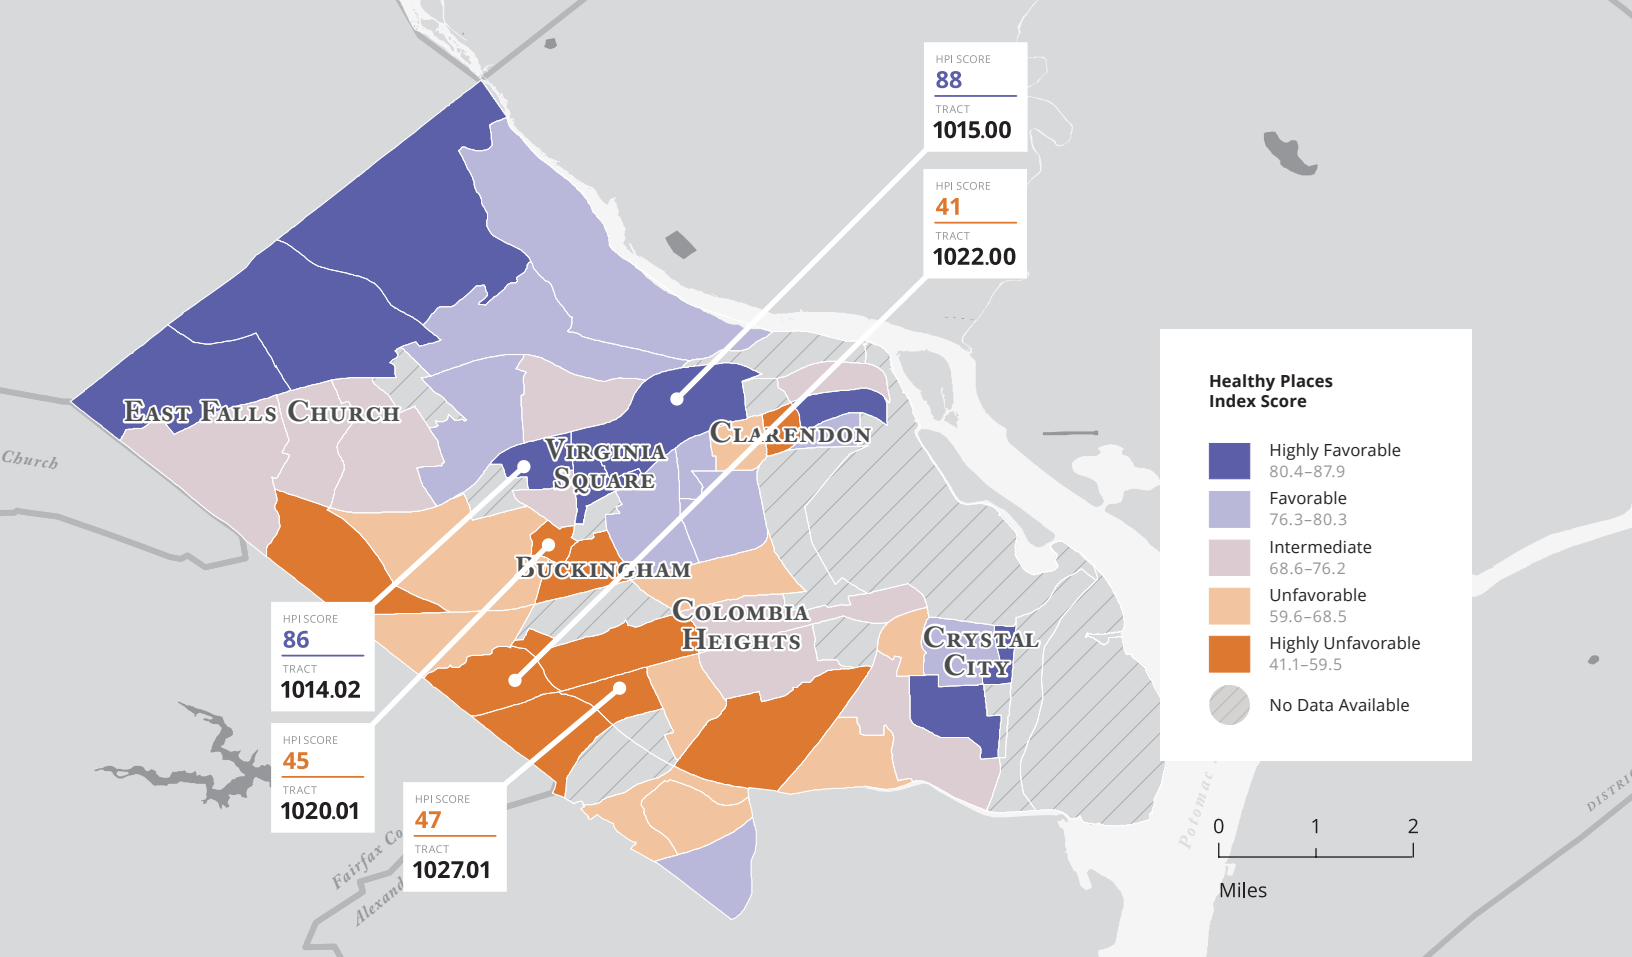 HPI SCORE
88
TRACT
1015.00
HPI SCORE
41
TRACT
1022.00
EAST FALLS CHURCH
Church
VIRGINIA
SQUARE
CLARENDON
BUCKINGHAM
COLOMBIA
HEIGHTS
CRYSTAL
CITY
HPI SCORE
86
TRACT
1014.02
HPI SCORE
45
TRACT
1020.01
HPI SCORE
47
TRACT
1027.01
Fairfax Co
Alexand
Healthy Places
Index Score
Highly Favorable
80.4–87.9
Favorable
76.3–80.3
Intermediate
68.6–76.2
Unfavorable
59.6–68.5
Highly Unfavorable
41.1–59.5
No Data Available
Potomac
DISTRIC
0 1 2
Miles